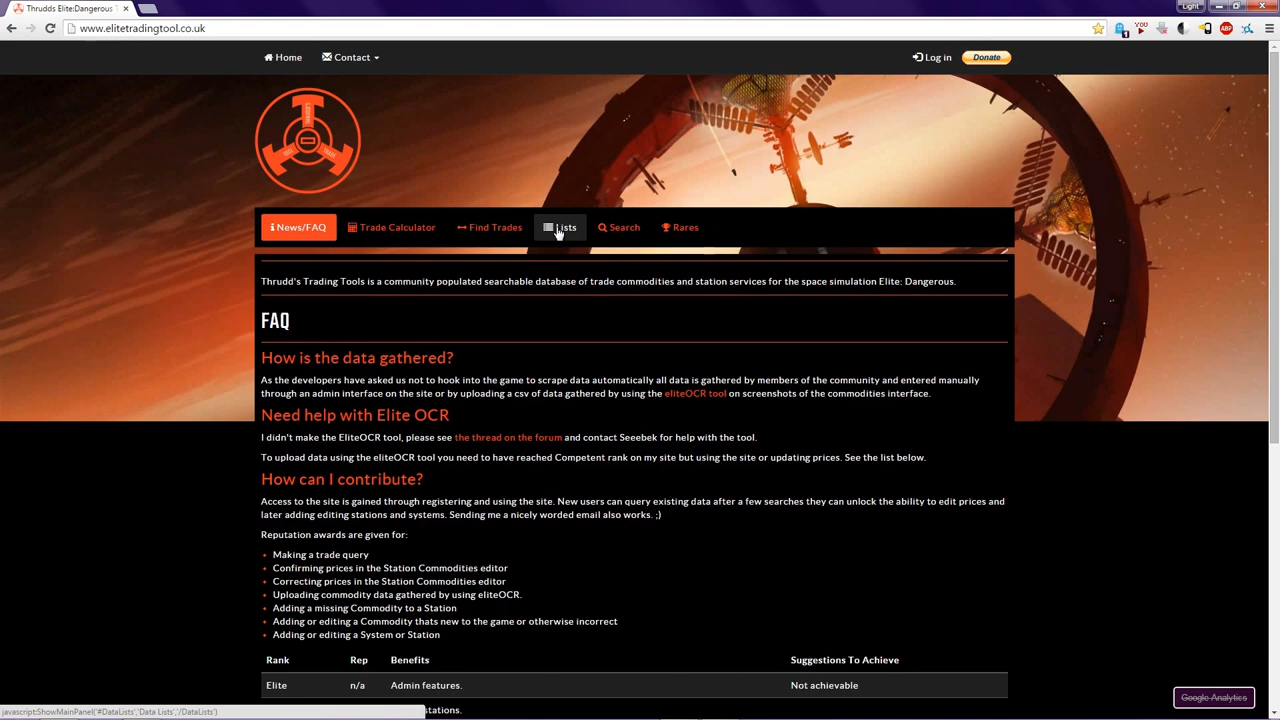 Thrudds Elite:Dangerous
Light
www.elitetradingtool.co.uk
Home
Contact
Log in
Donate
News/FAQ
Trade Calculator
Find Trades
Lists
Search
Rares
Thrudd's Trading Tools is a community populated searchable database of trade commodities and station services for the space simulation Elite: Dangerous.
FAQ
How is the data gathered?
As the developers have asked us not to hook into the game to scrape data automatically all data is gathered by members of the community and entered manually
through an admin interface on the site or by uploading a csv of data gathered by using the eliteOCR tool on screenshots of the commodities interface.
Need help with Elite OCR
I didn't make the EliteOCR tool, please see the thread on the forum and contact Seeebek for help with the tool.
To upload data using the eliteOCR tool you need to have reached Competent rank on my site but using the site or updating prices. See the list below.
How can I contribute?
Access to the site is gained through registering and using the site. New users can query existing data after a few searches they can unlock the ability to edit prices and
later adding editing stations and systems. Sending me a nicely worded email also works. ;)
Reputation awards are given for:
Making a trade query
Confirming prices in the Station Commodities editor
Correcting prices in the Station Commodities editor
Uploading commodity data gathered by using eliteOCR.
Adding a missing Commodity to a Station
Adding or editing a Commodity thats new to the game or otherwise incorrect
Adding or editing a System or Station
Rank Rep Benefits Suggestions To Achieve
Elite n/a Admin features. Not achievable
stations.
Google Analytics
javascript:ShowMainPanel('#DataLists','Data Lists','/DataLists')